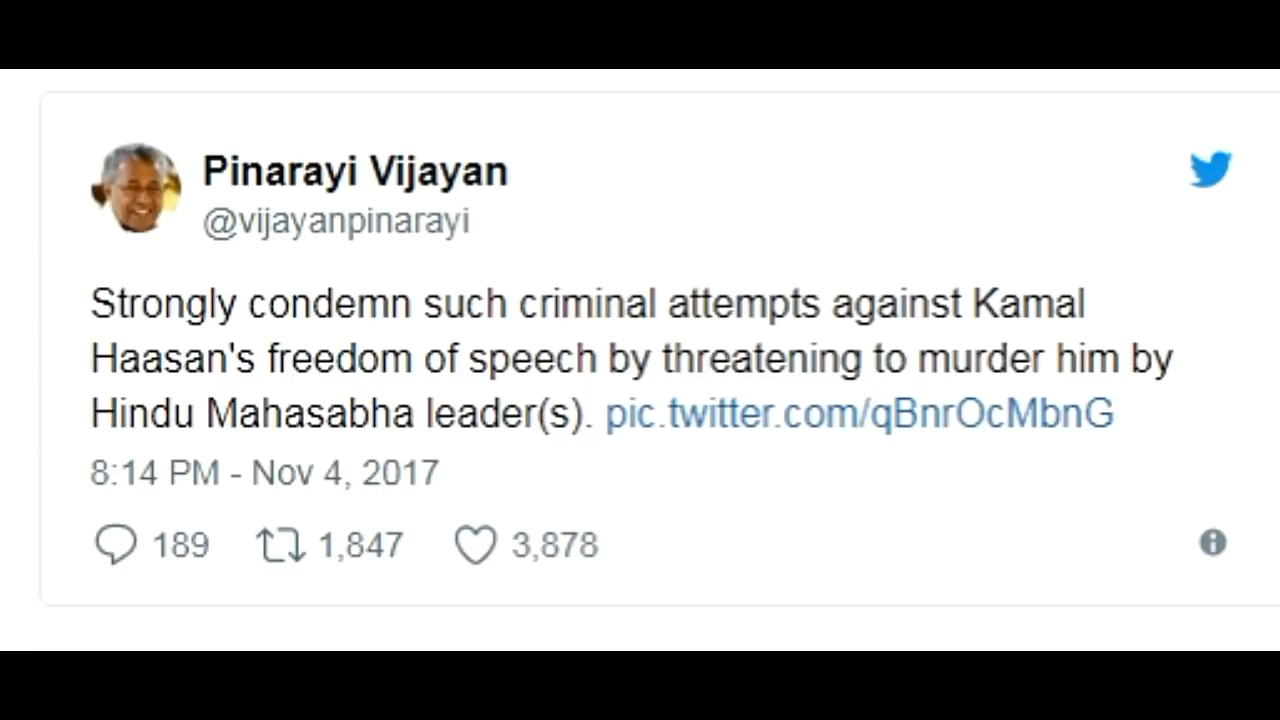 Pinarayi Vijayan
@vijayanpinarayi
Strongly condemn such criminal attempts against Kamal
Haasan's freedom of speech by threatening to murder him by
Hindu Mahasabha leader(s). pic.twitter.com/qBnrOcMbnG
8:14 PM - Nov 4, 2017
189 1,847 3,878